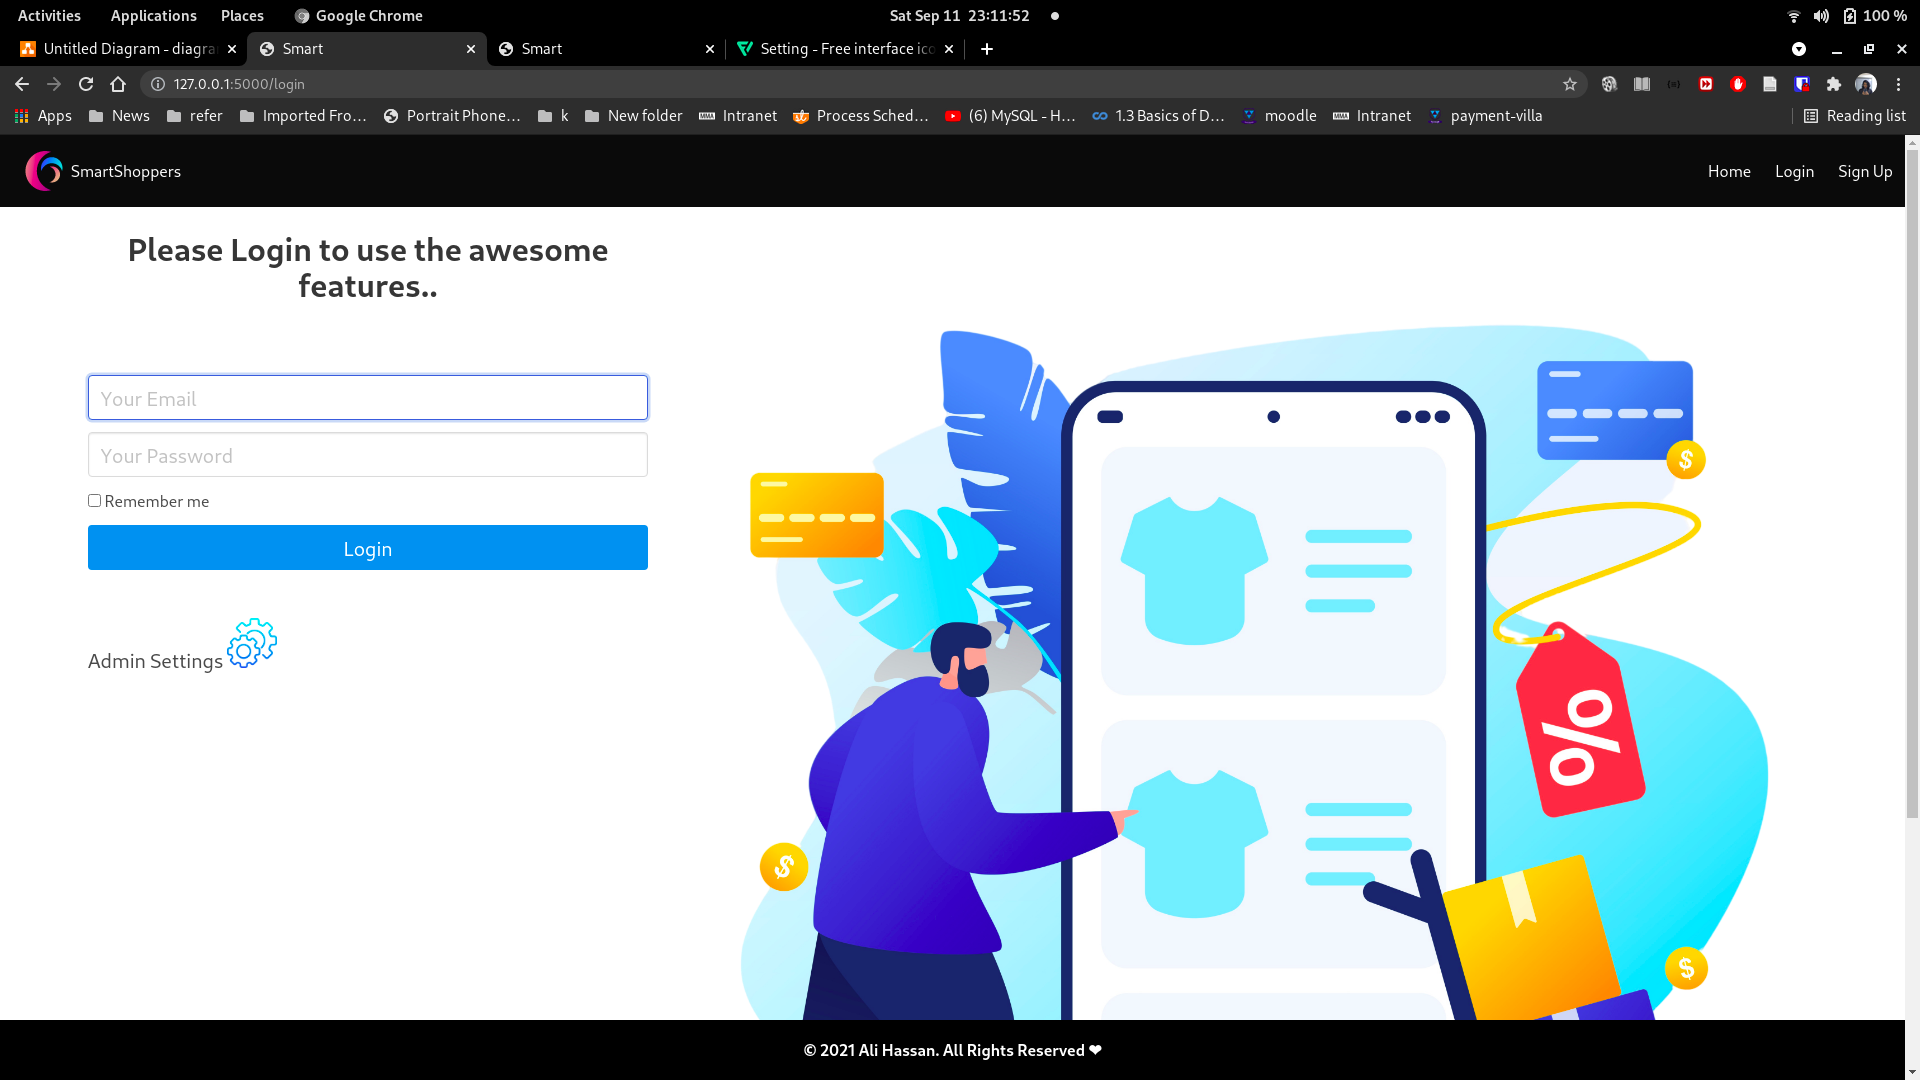 Activities Applications Places Google Chrome Sat Sep 11 23:11:52 100 %
Untitled Diagram - diagra Smart Smart Setting - Free interface ico
127.0.0.1:5000/login
Apps News refer Imported Fro... Portrait Phone... k New folder Intranet Process Sched... (6) MySQL - H... 1.3 Basics of D... moodle Intranet payment-villa Reading list
SmartShoppers Home Login Sign Up
Please Login to use the awesome
features..
Your Email
Your Password
Remember me
Login
Admin Settings
$
%
$
$
© 2021 Ali Hassan. All Rights Reserved ❤